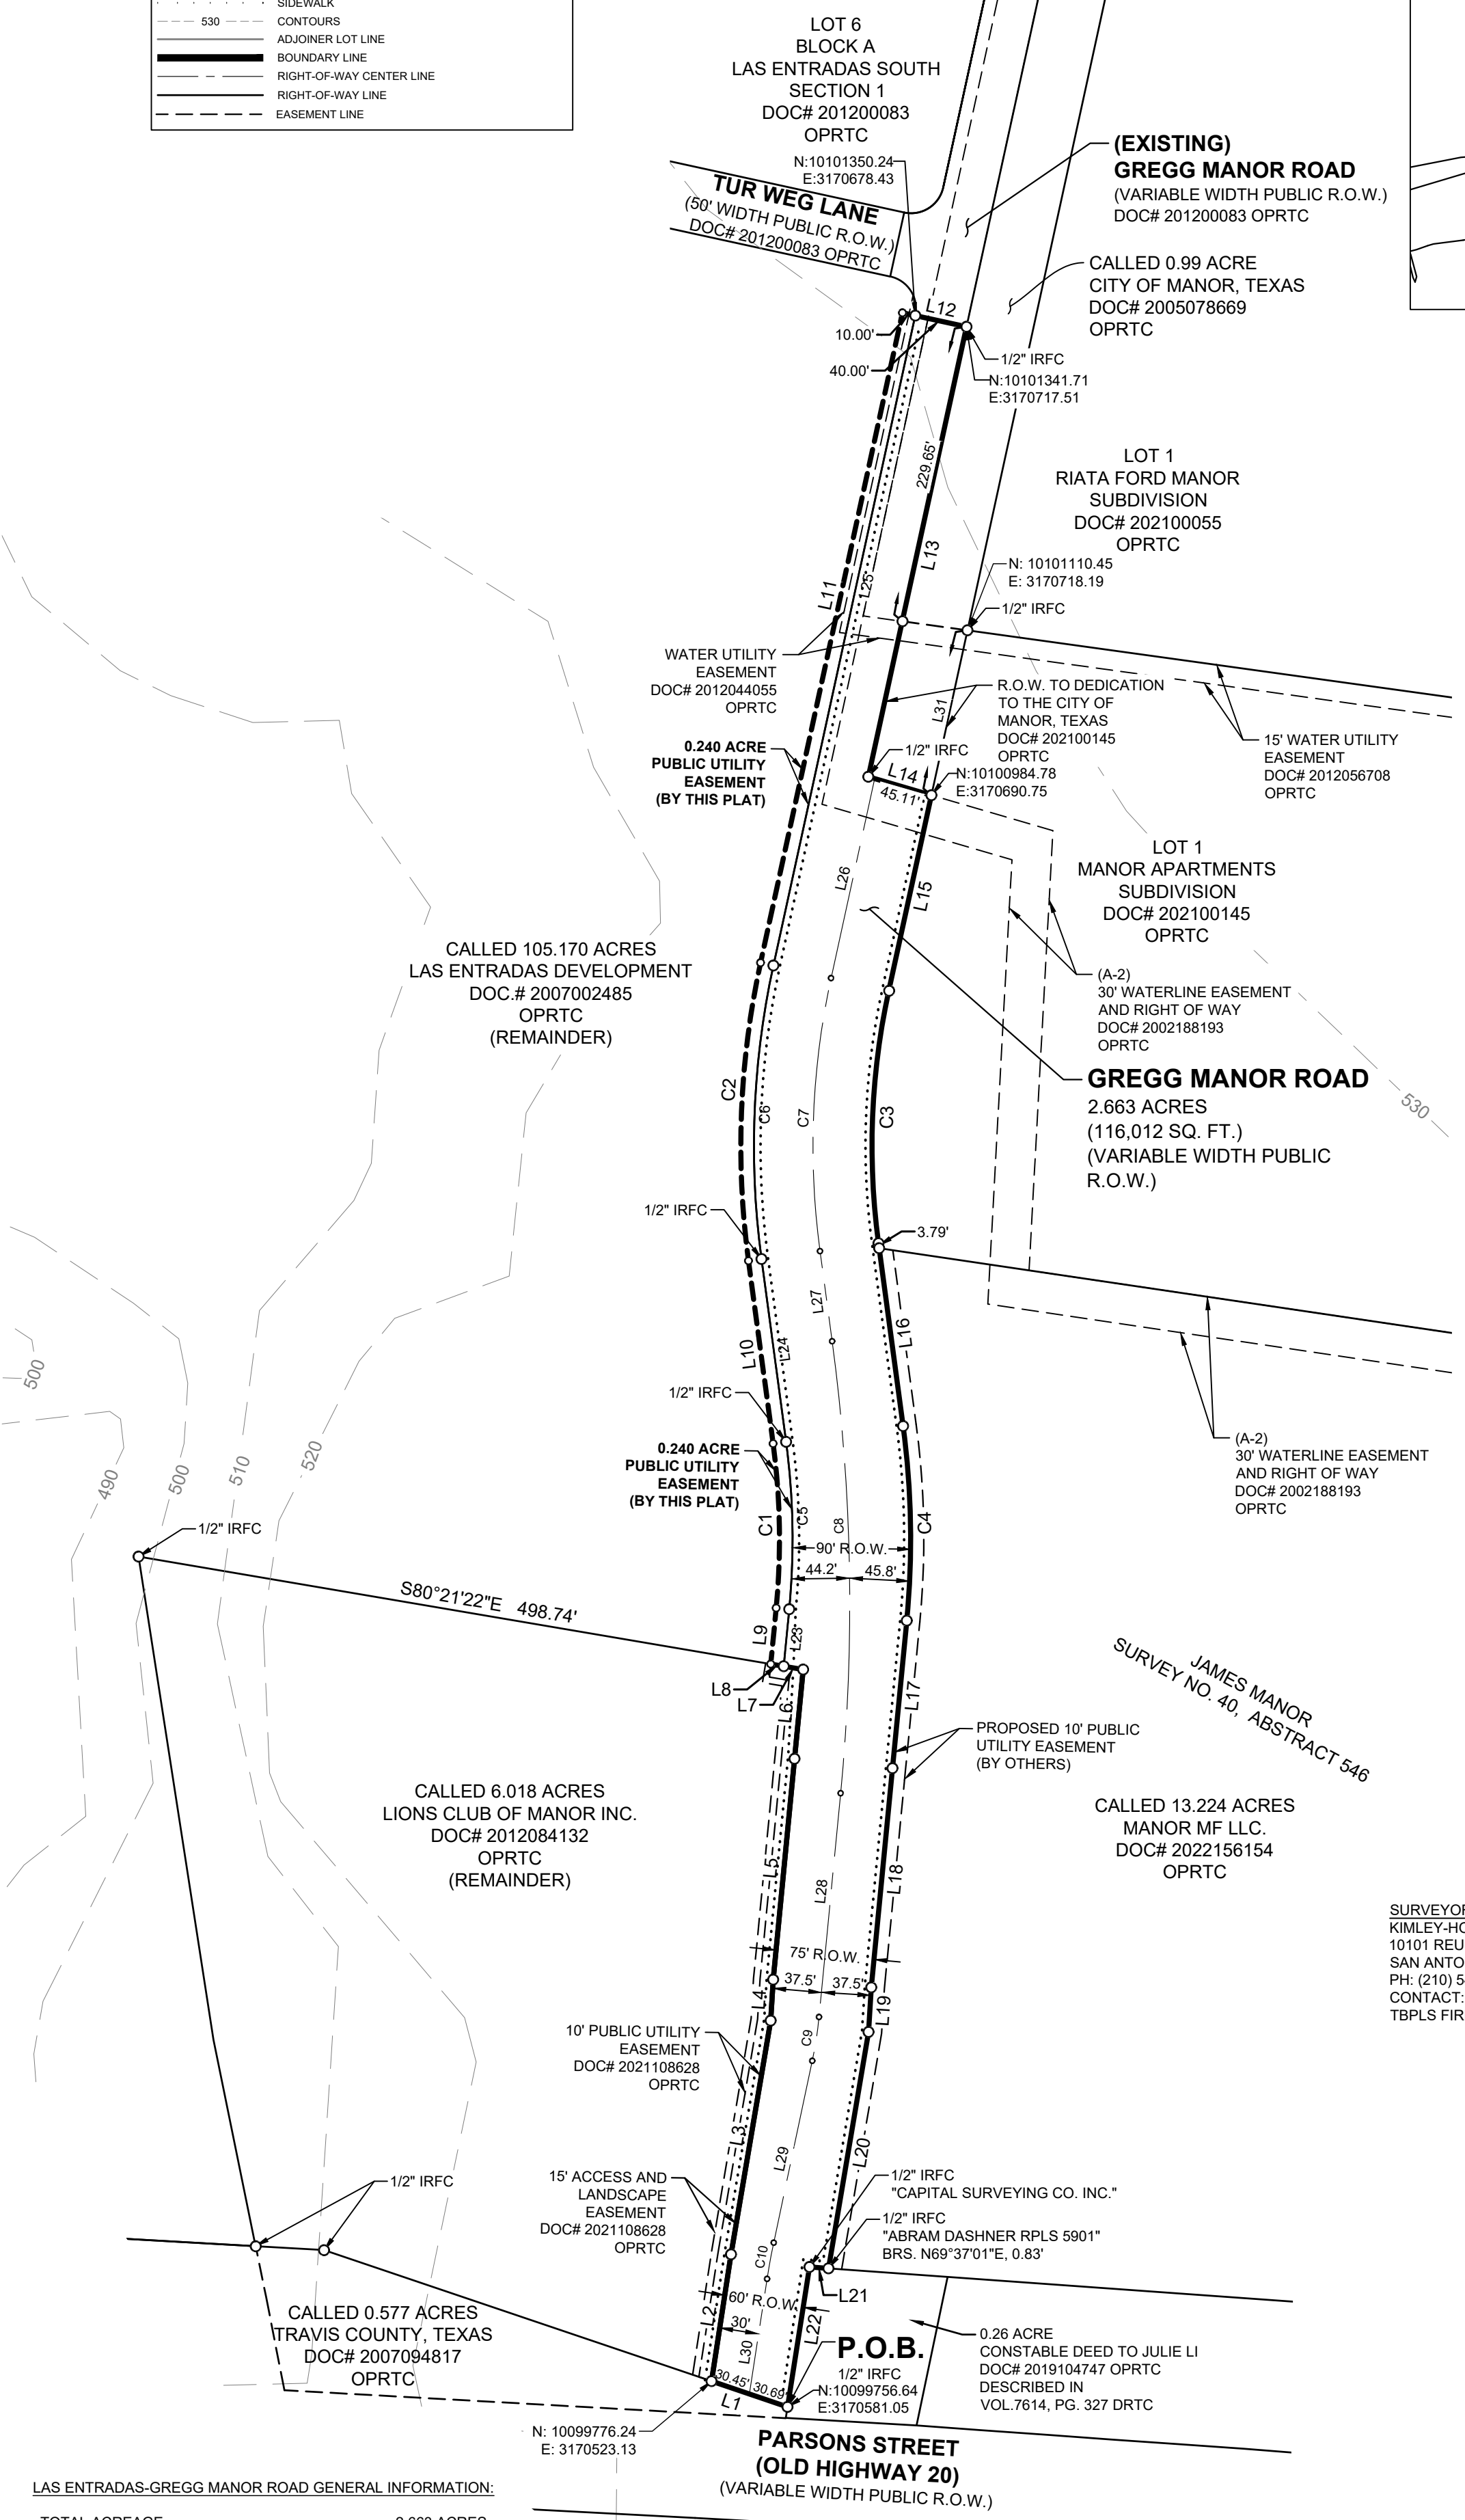 SIDEWALK
530
CONTOURS
ADJOINER LOT LINE
BOUNDARY LINE
RIGHT-OF-WAY CENTER LINE
RIGHT-OF-WAY LINE
EASEMENT LINE
LOT 6
BLOCK A
LAS ENTRADAS SOUTH
SECTION 1
DOC# 201200083
OPRTC
N:10101350.24
E:3170678.43
TUR WEG LANE
(50' WIDTH PUBLIC R.O.W.)
DOC# 201200083 OPRTC
(EXISTING)
GREGG MANOR ROAD
(VARIABLE WIDTH PUBLIC R.O.W.)
DOC# 201200083 OPRTC
CALLED 0.99 ACRE
CITY OF MANOR, TEXAS
DOC# 2005078669
OPRTC
L12
10.00'
40.00'
1/2" IRFC
N:10101341.71
E:3170717.51
229.65'
LOT 1
RIATA FORD MANOR
SUBDIVISION
DOC# 202100055
OPRTC
L13
L11
L25
N: 10101110.45
E: 3170718.19
1/2" IRFC
WATER UTILITY
EASEMENT
DOC# 2012044055
OPRTC
R.O.W. TO DEDICATION
TO THE CITY OF
MANOR, TEXAS
DOC# 202100145
OPRTC
L31
15' WATER UTILITY
EASEMENT
DOC# 2012056708
OPRTC
0.240 ACRE
PUBLIC UTILITY
EASEMENT
(BY THIS PLAT)
1/2" IRFC
L14
45.11'
N:10100984.78
E:3170690.75
LOT 1
MANOR APARTMENTS
SUBDIVISION
DOC# 202100145
OPRTC
L26
L15
CALLED 105.170 ACRES
LAS ENTRADAS DEVELOPMENT
DOC.# 2007002485
OPRTC
(REMAINDER)
(A-2)
30' WATERLINE EASEMENT
AND RIGHT OF WAY
DOC# 2002188193
OPRTC
GREGG MANOR ROAD
2.663 ACRES
(116,012 SQ. FT.)
(VARIABLE WIDTH PUBLIC
R.O.W.)
530
C2
C6
C7
C3
1/2" IRFC
3.79'
L27
L16
L10
L24
500
1/2" IRFC
(A-2)
30' WATERLINE EASEMENT
AND RIGHT OF WAY
DOC# 2002188193
OPRTC
0.240 ACRE
PUBLIC UTILITY
EASEMENT
(BY THIS PLAT)
490
500
510
520
C1
C5
C8
C4
90' R.O.W.
44.2'
45.8'
1/2" IRFC
S80°21'22"E 498.74'
L9
L23
L8
L7
L6
L17
JAMES MANOR
SURVEY NO. 40, ABSTRACT 546
PROPOSED 10' PUBLIC
UTILITY EASEMENT
(BY OTHERS)
CALLED 6.018 ACRES
LIONS CLUB OF MANOR INC.
DOC# 2012084132
OPRTC
(REMAINDER)
CALLED 13.224 ACRES
MANOR MF LLC.
DOC# 2022156154
OPRTC
L5
L28
L18
75' R.O.W.
37.5'
37.5'
SURVEYOR
KIMLEY-HO
10101 REU
SAN ANTO
PH: (210) 5
CONTACT:
TBPLS FIR
L4
L19
C9
10' PUBLIC UTILITY
EASEMENT
DOC# 2021108628
OPRTC
L3
L29
L20
15' ACCESS AND
LANDSCAPE
EASEMENT
DOC# 2021108628
OPRTC
1/2" IRFC
"CAPITAL SURVEYING CO. INC."
1/2" IRFC
"ABRAM DASHNER RPLS 5901"
BRS. N69°37'01"E, 0.83'
1/2" IRFC
C10
L21
60' R.O.W.
30'
L2
L30
L22
CALLED 0.577 ACRES
TRAVIS COUNTY, TEXAS
DOC# 2007094817
OPRTC
P.O.B.
1/2" IRFC
N:10099756.64
E:3170581.05
0.26 ACRE
CONSTABLE DEED TO JULIE LI
DOC# 2019104747 OPRTC
DESCRIBED IN
VOL.7614, PG. 327 DRTC
30.45'
30.69'
L1
N: 10099776.24
E: 3170523.13
PARSONS STREET
(OLD HIGHWAY 20)
(VARIABLE WIDTH PUBLIC R.O.W.)
LAS ENTRADAS-GREGG MANOR ROAD GENERAL INFORMATION: